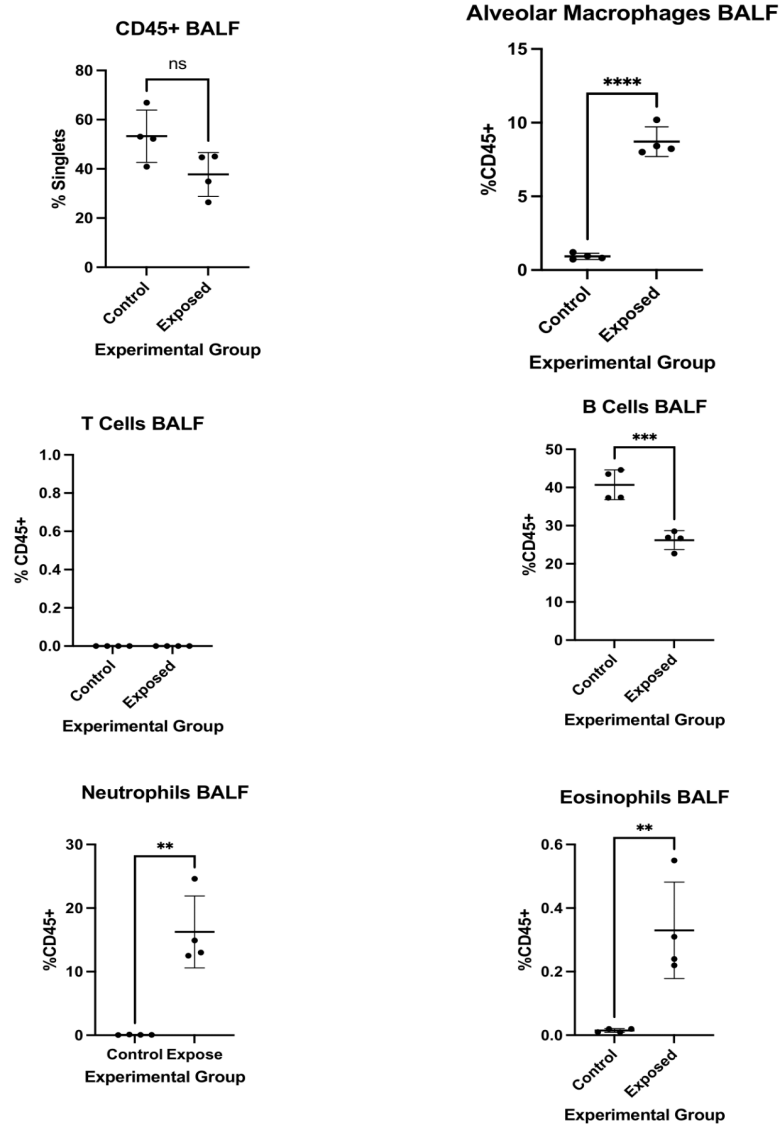 CD45+ BALF
ns
80
60
40
20
0
% Singlets
Control
Exposed
Experimental Group
Alveolar Macrophages BALF
****
15
10
5
0
%CD45+
Control
Exposed
Experimental Group
T Cells BALF
1.0
0.8
0.6
0.4
0.2
0.0
% CD45+
Control
Exposed
Experimental Group
B Cells BALF
***
50
40
30
20
10
0
%CD45+
Control
Exposed
Experimental Group
Neutrophils BALF
**
30
20
10
0
%CD45+
Control Expose
Experimental Group
Eosinophils BALF
**
0.6
0.4
0.2
0.0
%CD45+
Control
Exposed
Experimental Group